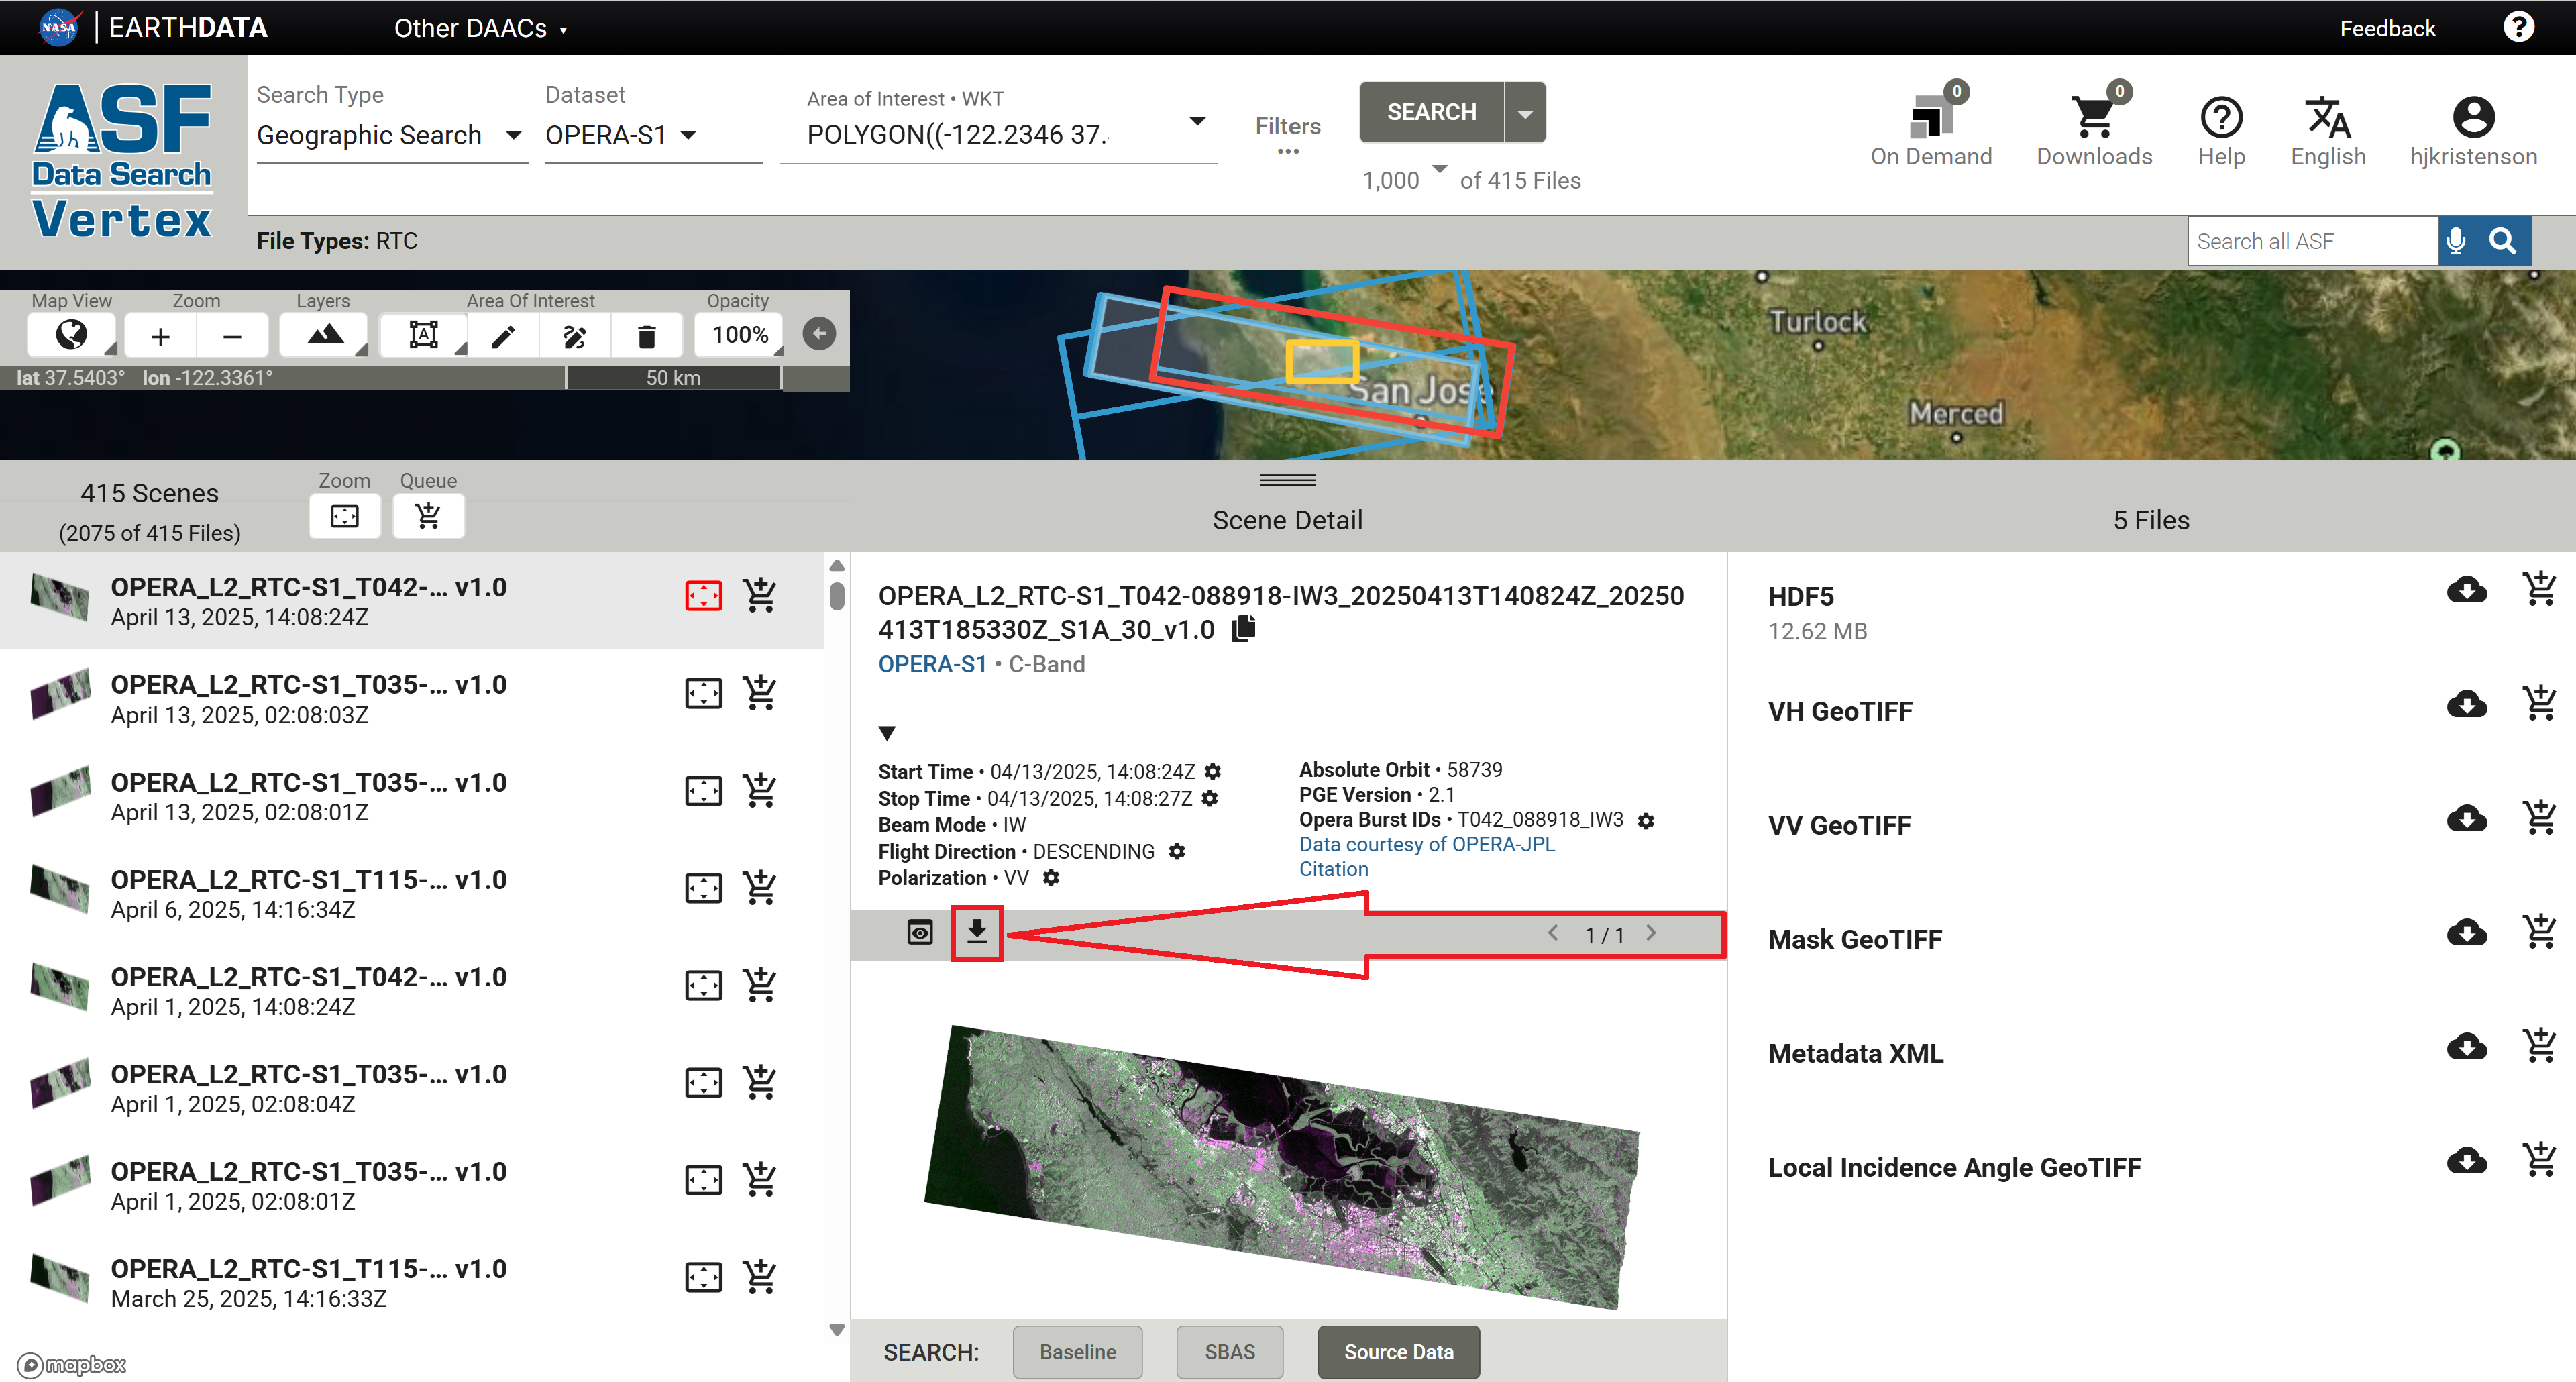 NASA | EARTHDATA
Other DAACs
Feedback
?
ASF
Data Search
Vertex
Search Type
Geographic Search
Dataset
OPERA-S1
Area of Interest • WKT
POLYGON((-122.2346 37.
Filters
•••
SEARCH
1,000 of 415 Files
0
On Demand
0
Downloads
Help
English
hjkristenson
File Types: RTC
Search all ASF
Map View
Zoom
Layers
Area Of Interest
Opacity
+
−
A
100%
lat 37.5403° lon -122.3361°
50 km
San Jose
Turlock
Merced
415 Scenes
(2075 of 415 Files)
Zoom
Queue
Scene Detail
5 Files
OPERA_L2_RTC-S1_T042-... v1.0
April 13, 2025, 14:08:24Z
OPERA_L2_RTC-S1_T035-... v1.0
April 13, 2025, 02:08:03Z
OPERA_L2_RTC-S1_T035-... v1.0
April 13, 2025, 02:08:01Z
OPERA_L2_RTC-S1_T115-... v1.0
April 6, 2025, 14:16:34Z
OPERA_L2_RTC-S1_T042-... v1.0
April 1, 2025, 14:08:24Z
OPERA_L2_RTC-S1_T035-... v1.0
April 1, 2025, 02:08:04Z
OPERA_L2_RTC-S1_T035-... v1.0
April 1, 2025, 02:08:01Z
OPERA_L2_RTC-S1_T115-... v1.0
March 25, 2025, 14:16:33Z
mapbox
OPERA_L2_RTC-S1_T042-088918-IW3_20250413T140824Z_20250
413T185330Z_S1A_30_v1.0
OPERA-S1 • C-Band
Start Time • 04/13/2025, 14:08:24Z
Stop Time • 04/13/2025, 14:08:27Z
Beam Mode • IW
Flight Direction • DESCENDING
Polarization • VV
Absolute Orbit • 58739
PGE Version • 2.1
Opera Burst IDs • T042_088918_IW3
Data courtesy of OPERA-JPL
Citation
1 / 1
SEARCH:
Baseline
SBAS
Source Data
HDF5
12.62 MB
VH GeoTIFF
VV GeoTIFF
Mask GeoTIFF
Metadata XML
Local Incidence Angle GeoTIFF